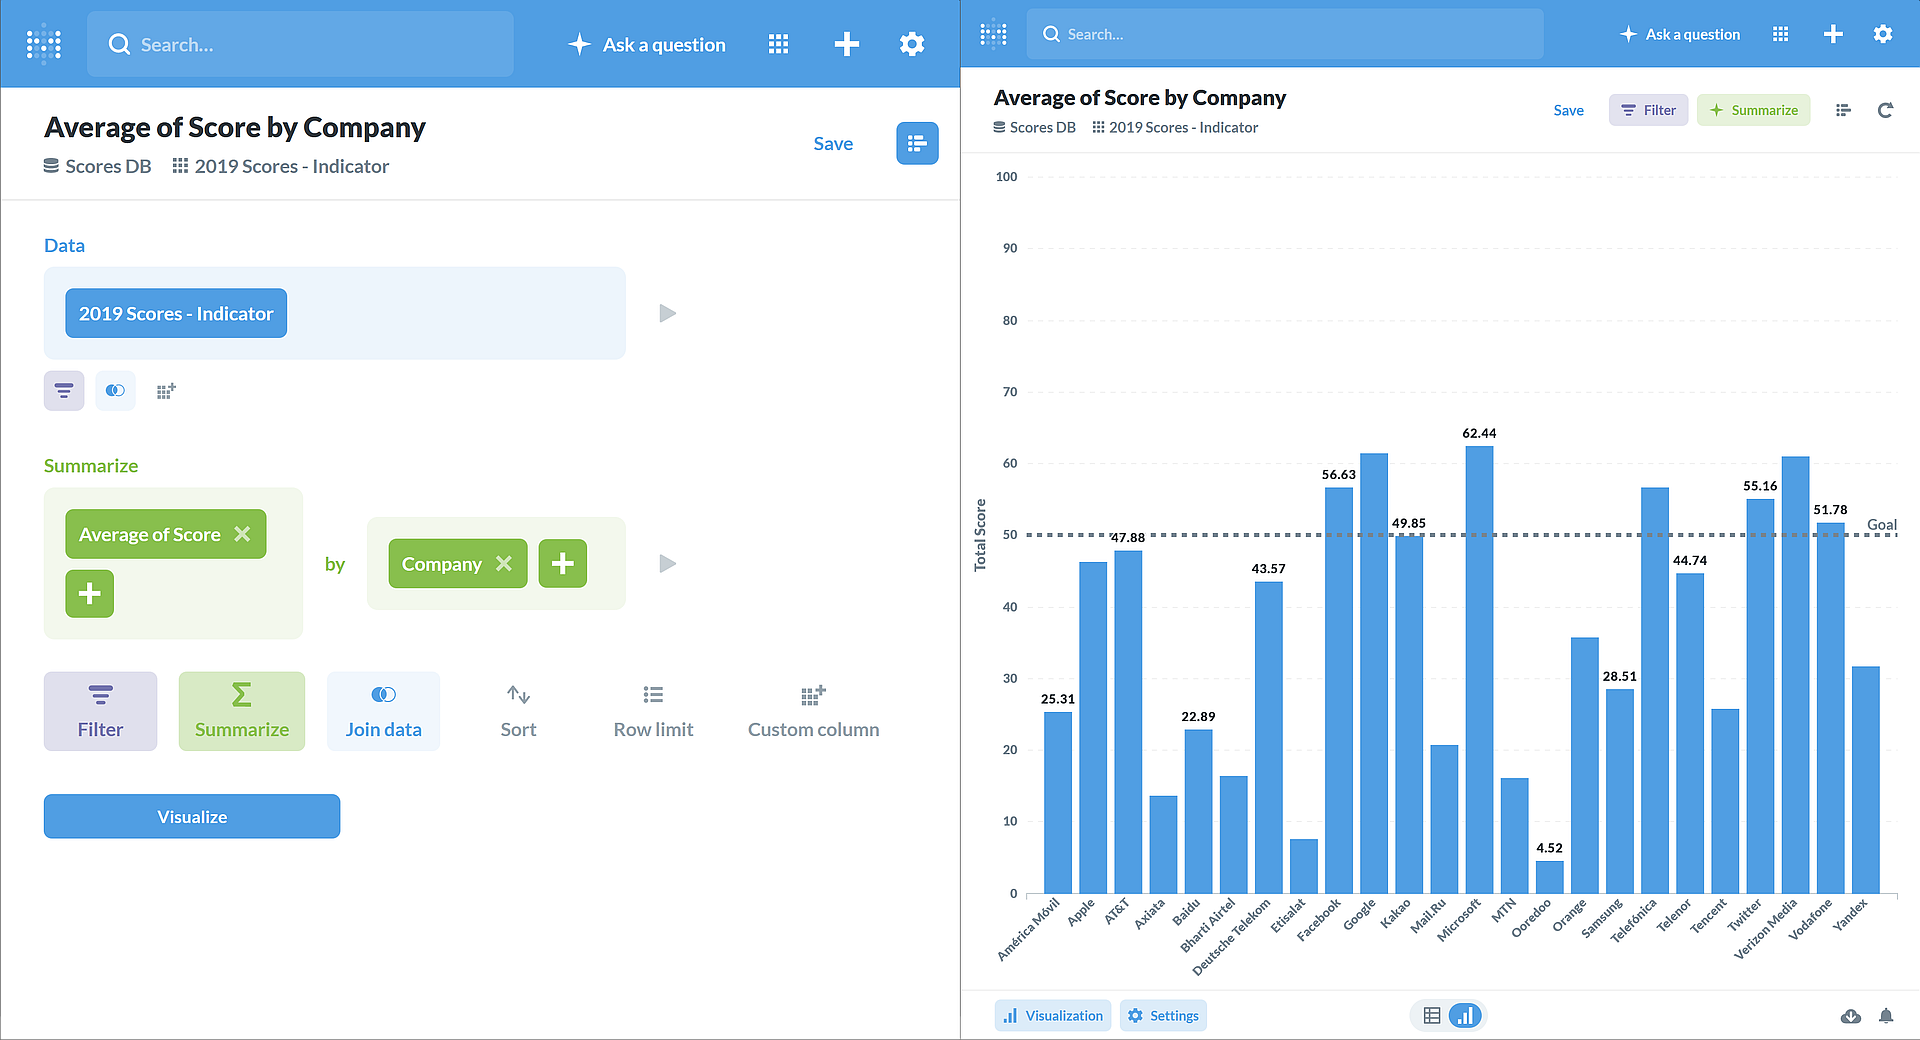 Search...
Ask a question
Average of Score by Company
Scores DB 2019 Scores - Indicator
Save
Data
2019 Scores - Indicator
Summarize
Average of Score
by
Company
Filter
Summarize
Join data
Sort
Row limit
Custom column
Visualize
Search...
Ask a question
Average of Score by Company
Scores DB 2019 Scores - Indicator
Save
Filter
Summarize
Total Score
100
90
80
70
60
50
40
30
20
10
0
Goal
25.31
47.88
22.89
43.57
56.63
49.85
62.44
4.52
28.51
44.74
55.16
51.78
América Móvil
Apple
AT&T
Axiata
Baidu
Bharti Airtel
Deutsche Telekom
Etisalat
Facebook
Google
Kakao
Mail.Ru
Microsoft
MTN
Ooredoo
Orange
Samsung
Telefónica
Telenor
Tencent
Twitter
Verizon Media
Vodafone
Yandex
Visualization
Settings